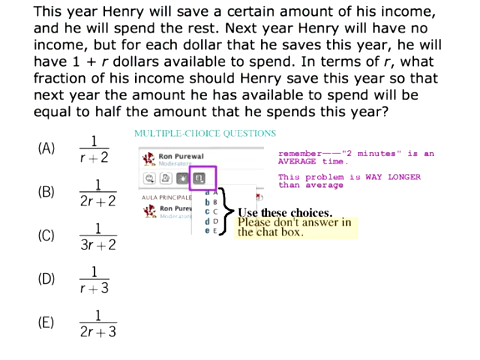 This year Henry will save a certain amount of his income,
and he will spend the rest. Next year Henry will have no
income, but for each dollar that he saves this year, he will
have 1 + r dollars available to spend. In terms of r, what
fraction of his income should Henry save this year so that
next year the amount he has available to spend will be
equal to half the amount that he spends this year?
MULTIPLE-CHOICE QUESTIONS
remember——"2 minutes" is an
AVERAGE time.
This problem is WAY LONGER
than average
Ron Purewal
Moderator
AULA PRINCIPALE
Ron Purew
Moderator
a A
b B
c C
d D
e E
Use these choices.
Please don't answer in
the chat box.
(A) 1/(r + 2)
(B) 1/(2r + 2)
(C) 1/(3r + 2)
(D) 1/(r + 3)
(E) 1/(2r + 3)